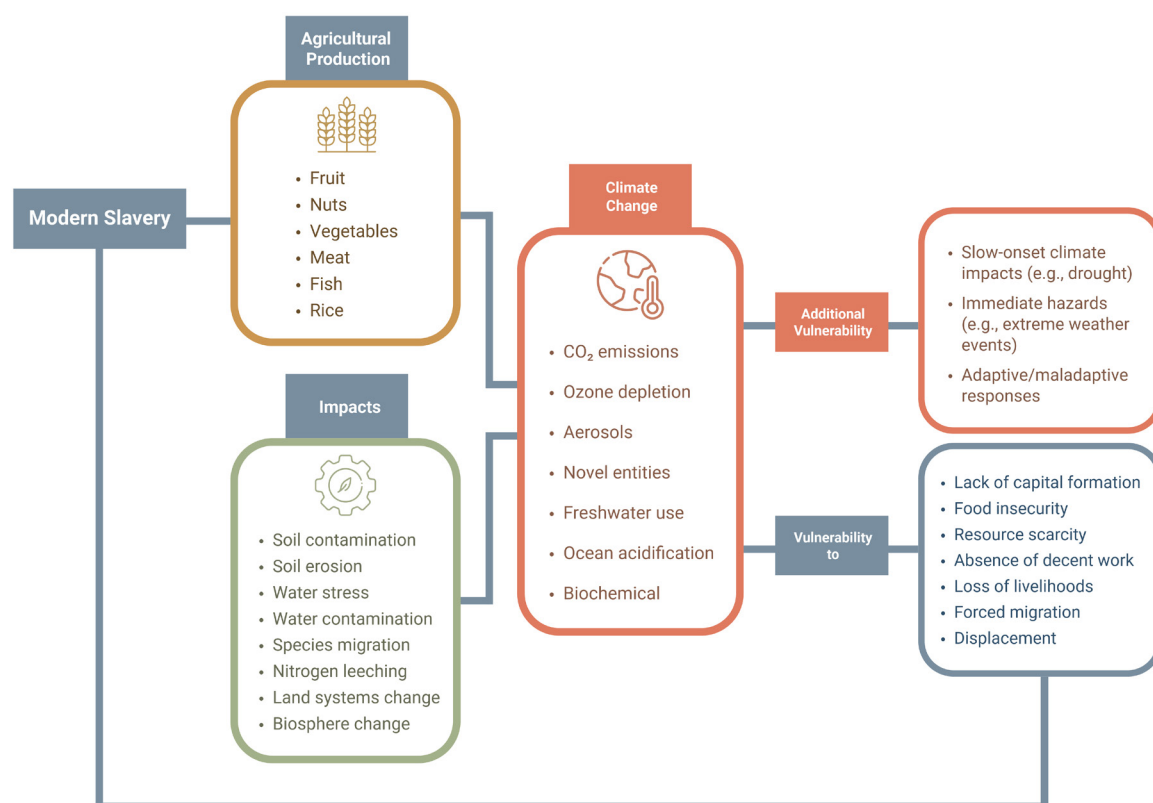 Agricultural
Production
• Fruit
• Nuts
• Vegetables
• Meat
• Fish
• Rice
Modern Slavery
Impacts
• Soil contamination
• Soil erosion
• Water stress
• Water contamination
• Species migration
• Nitrogen leeching
• Land systems change
• Biosphere change
Climate
Change
• CO₂ emissions
• Ozone depletion
• Aerosols
• Novel entities
• Freshwater use
• Ocean acidification
• Biochemical
Additional
Vulnerability
• Slow-onset climate
impacts (e.g., drought)
• Immediate hazards
(e.g., extreme weather
events)
• Adaptive/maladaptive
responses
Vulnerability
to
• Lack of capital formation
• Food insecurity
• Resource scarcity
• Absence of decent work
• Loss of livelihoods
• Forced migration
• Displacement